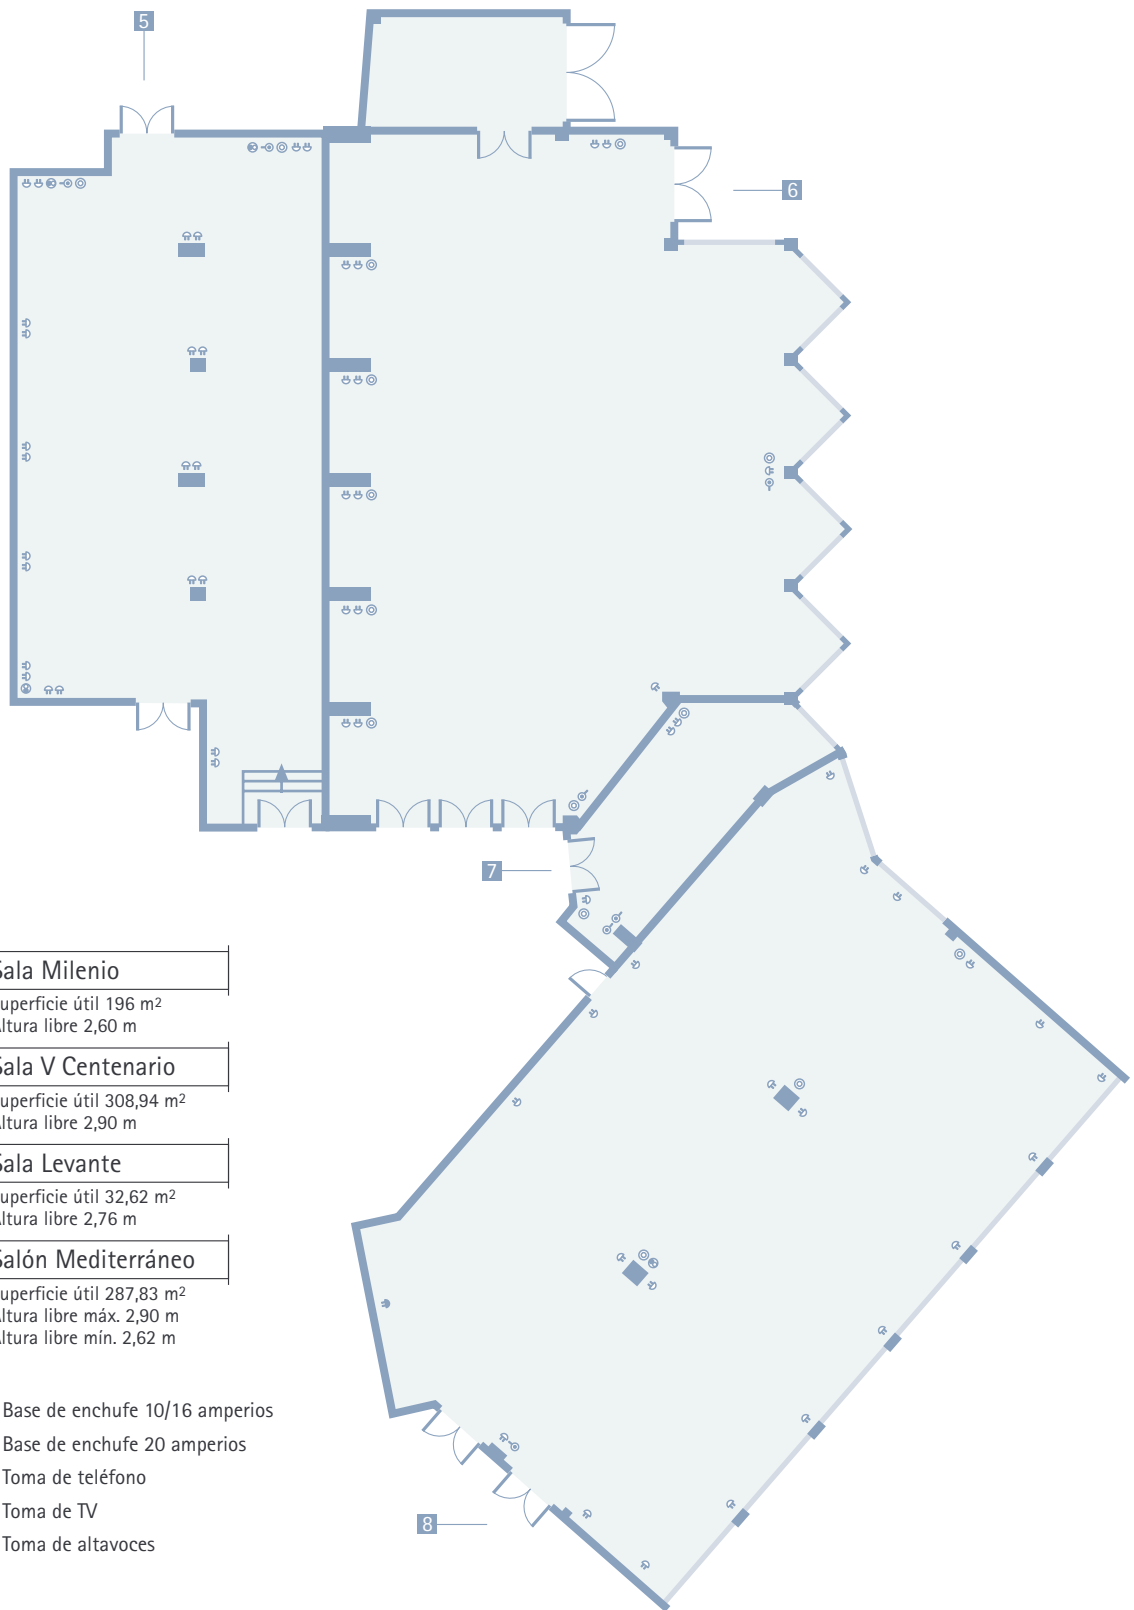 5
6
7
Sala Milenio
uperficie útil 196 m²
ltura libre 2,60 m
Sala V Centenario
uperficie útil 308,94 m²
ltura libre 2,90 m
Sala Levante
uperficie útil 32,62 m²
ltura libre 2,76 m
Salón Mediterráneo
uperficie útil 287,83 m²
ltura libre máx. 2,90 m
ltura libre mín. 2,62 m
Base de enchufe 10/16 amperios
Base de enchufe 20 amperios
Toma de teléfono
Toma de TV
8
Toma de altavoces